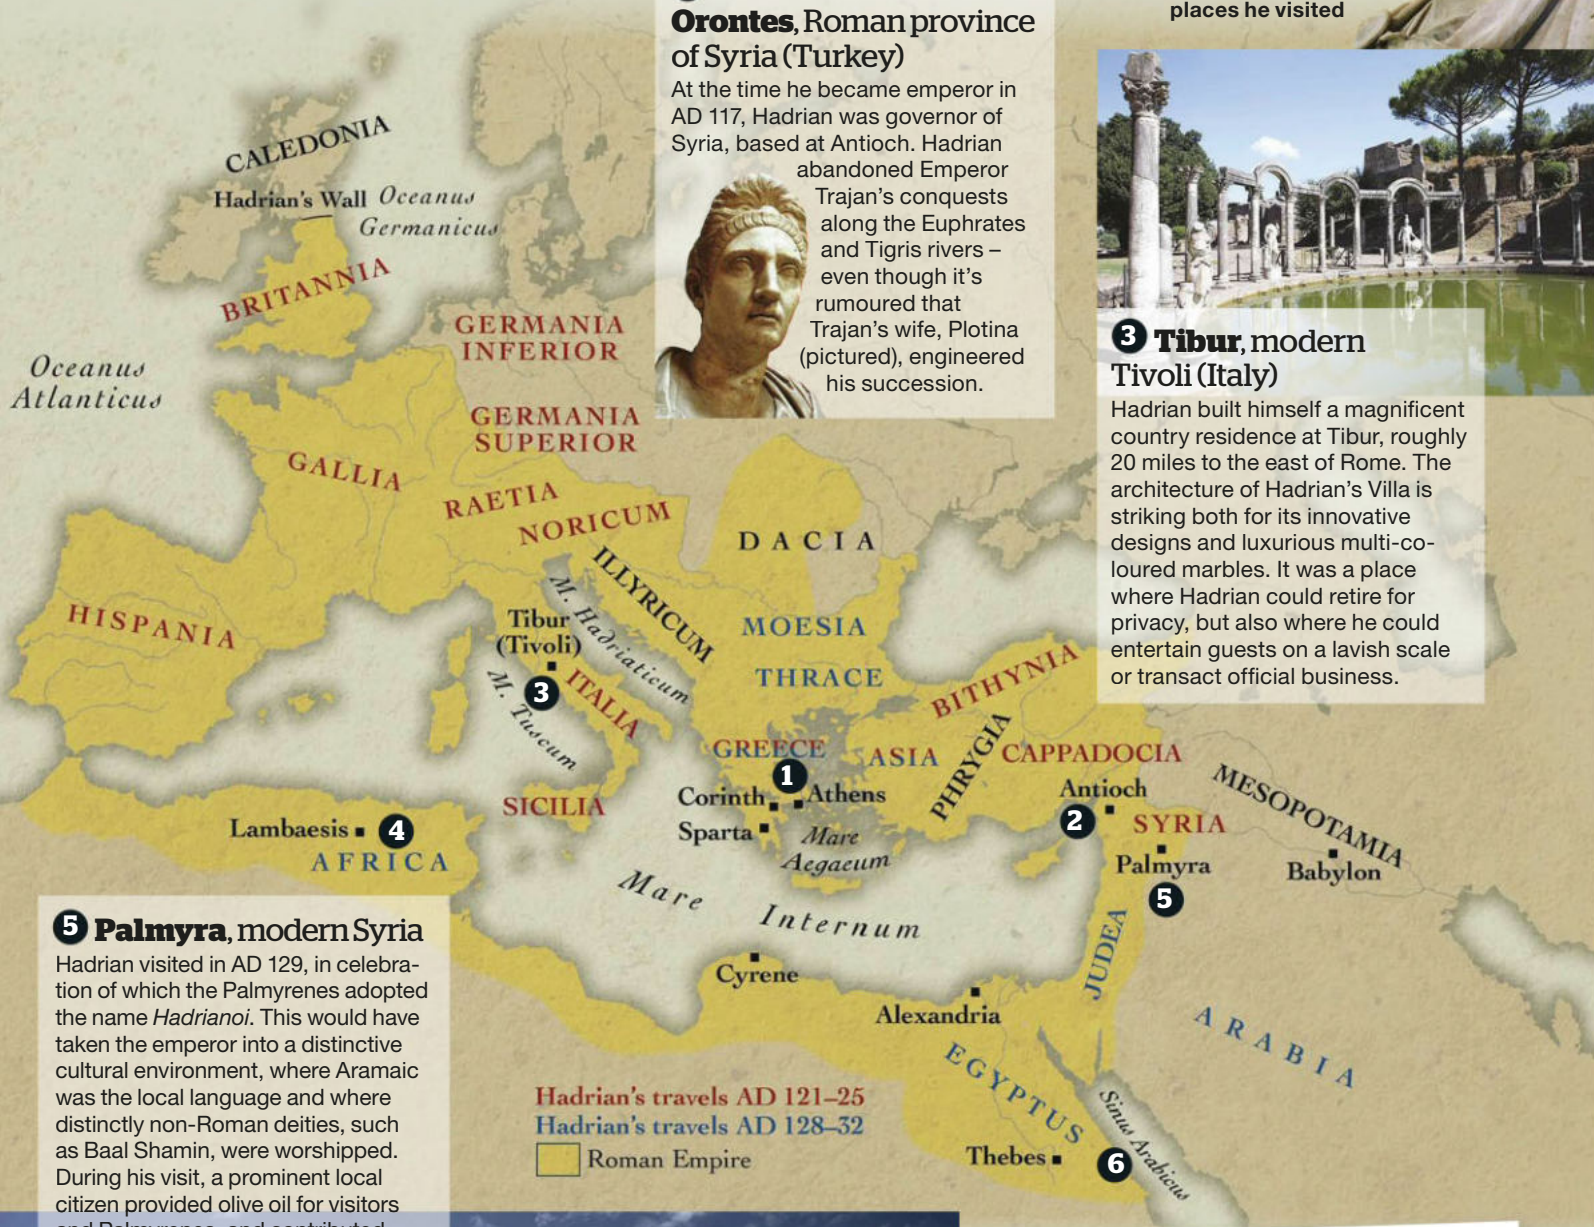 places he visited
Orontes, Roman province
of Syria (Turkey)
At the time he became emperor in
AD 117, Hadrian was governor of
Syria, based at Antioch. Hadrian
abandoned Emperor
Trajan's conquests
along the Euphrates
and Tigris rivers –
even though it's
rumoured that
Trajan's wife, Plotina
(pictured), engineered
his succession.
3 Tibur, modern
Tivoli (Italy)
Hadrian built himself a magnificent
country residence at Tibur, roughly
20 miles to the east of Rome. The
architecture of Hadrian's Villa is
striking both for its innovative
designs and luxurious multi-co-
loured marbles. It was a place
where Hadrian could retire for
privacy, but also where he could
entertain guests on a lavish scale
or transact official business.
CALEDONIA
Hadrian's Wall
Oceanus
Germanicus
BRITANNIA
Oceanus
Atlanticus
GERMANIA
INFERIOR
GERMANIA
SUPERIOR
GALLIA
RAETIA
NORICUM
DACIA
ILLYRICUM
HISPANIA
Tibur
(Tivoli)
M. Hadriaticum
3
ITALIA
M. Tuscum
MOESIA
THRACE
BITHYNIA
GREECE
1
ASIA
PHRYGIA
CAPPADOCIA
Corinth
Athens
Sparta
Mare
Aegaeum
SICILIA
Antioch
2
SYRIA
MESOPOTAMIA
Palmyra
5
Babylon
Lambaesis
4
AFRICA
Mare Internum
JUDEA
Cyrene
Alexandria
ARABIA
EGYPTUS
Sinus Arabicus
Thebes
6
5 Palmyra, modern Syria
Hadrian visited in AD 129, in celebra-
tion of which the Palmyrenes adopted
the name Hadrianoi. This would have
taken the emperor into a distinctive
cultural environment, where Aramaic
was the local language and where
distinctly non-Roman deities, such
as Baal Shamin, were worshipped.
During his visit, a prominent local
citizen provided olive oil for visitors
and Palmyrenes, and contributed
Hadrian's travels AD 121–25
Hadrian's travels AD 128–32
Roman Empire